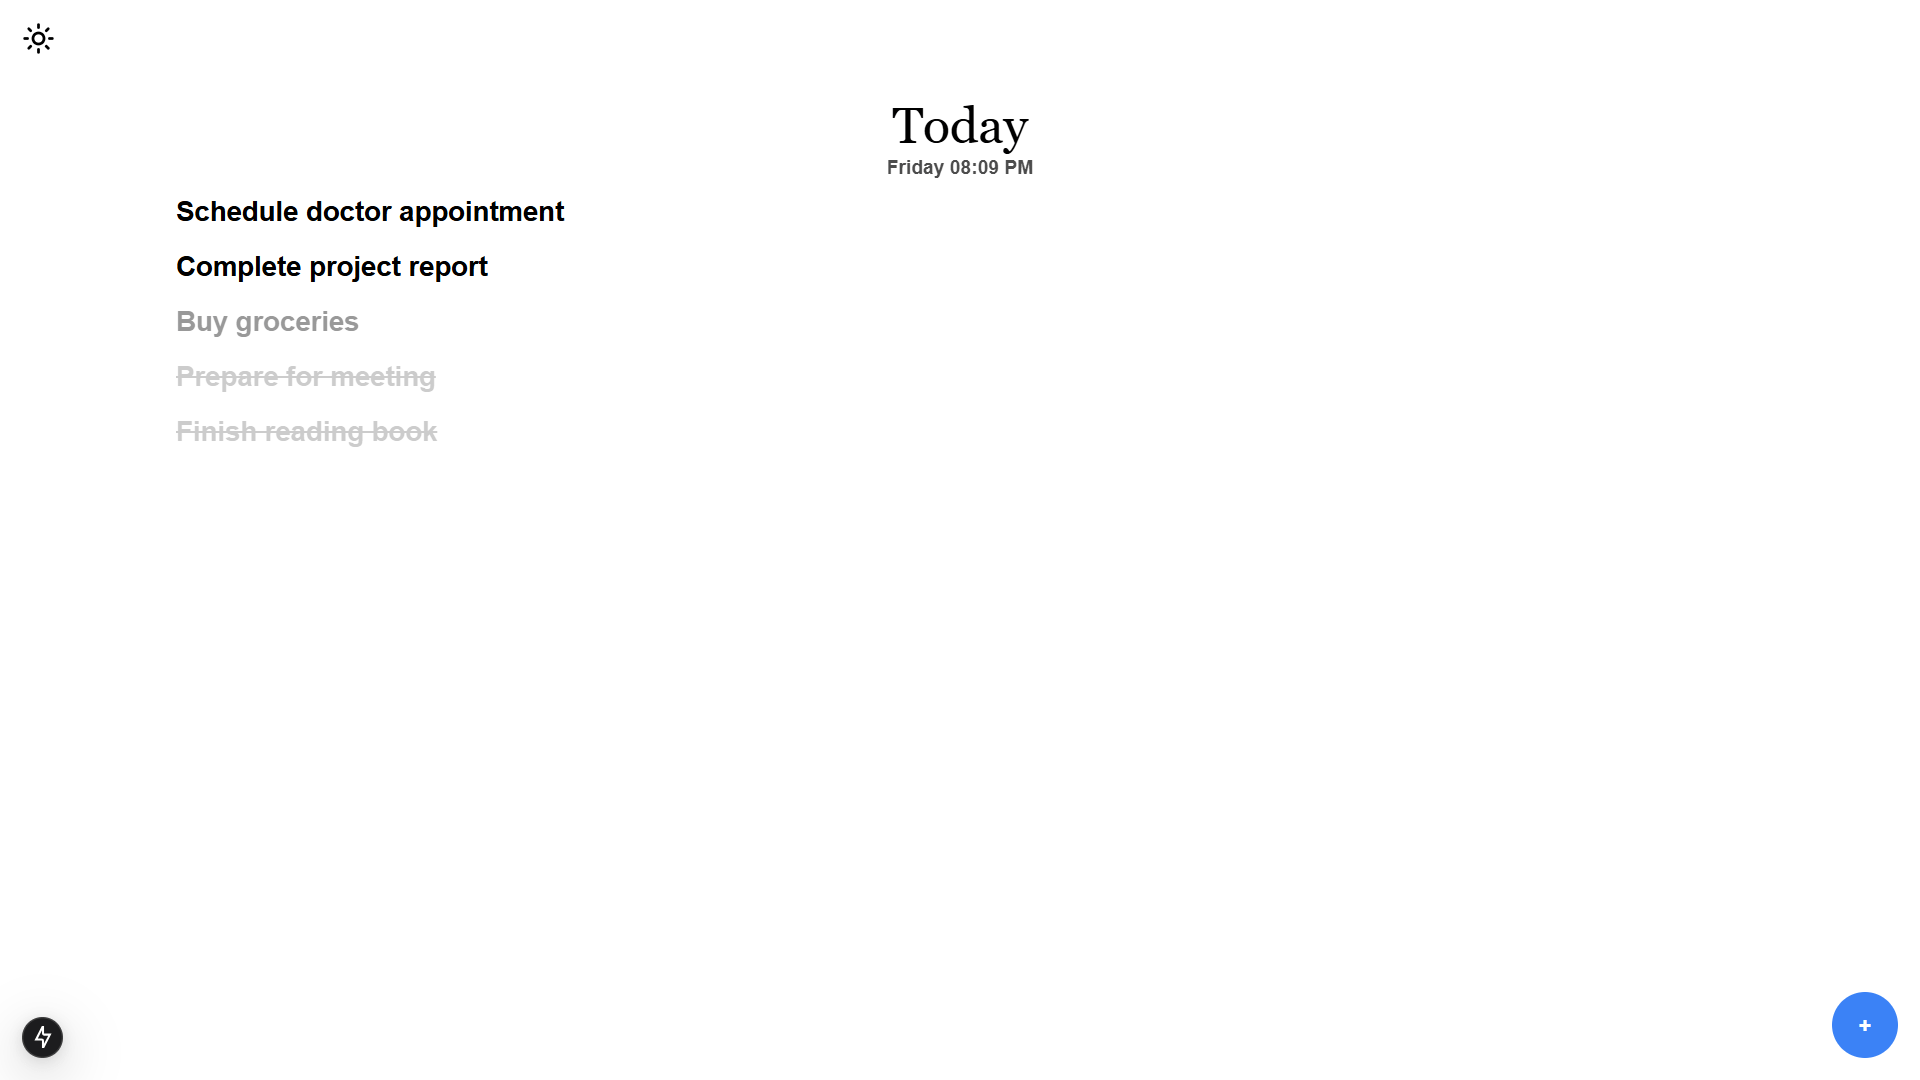 Today
Friday 08:09 PM
Schedule doctor appointment
Complete project report
Buy groceries
Prepare for meeting
Finish reading book
+